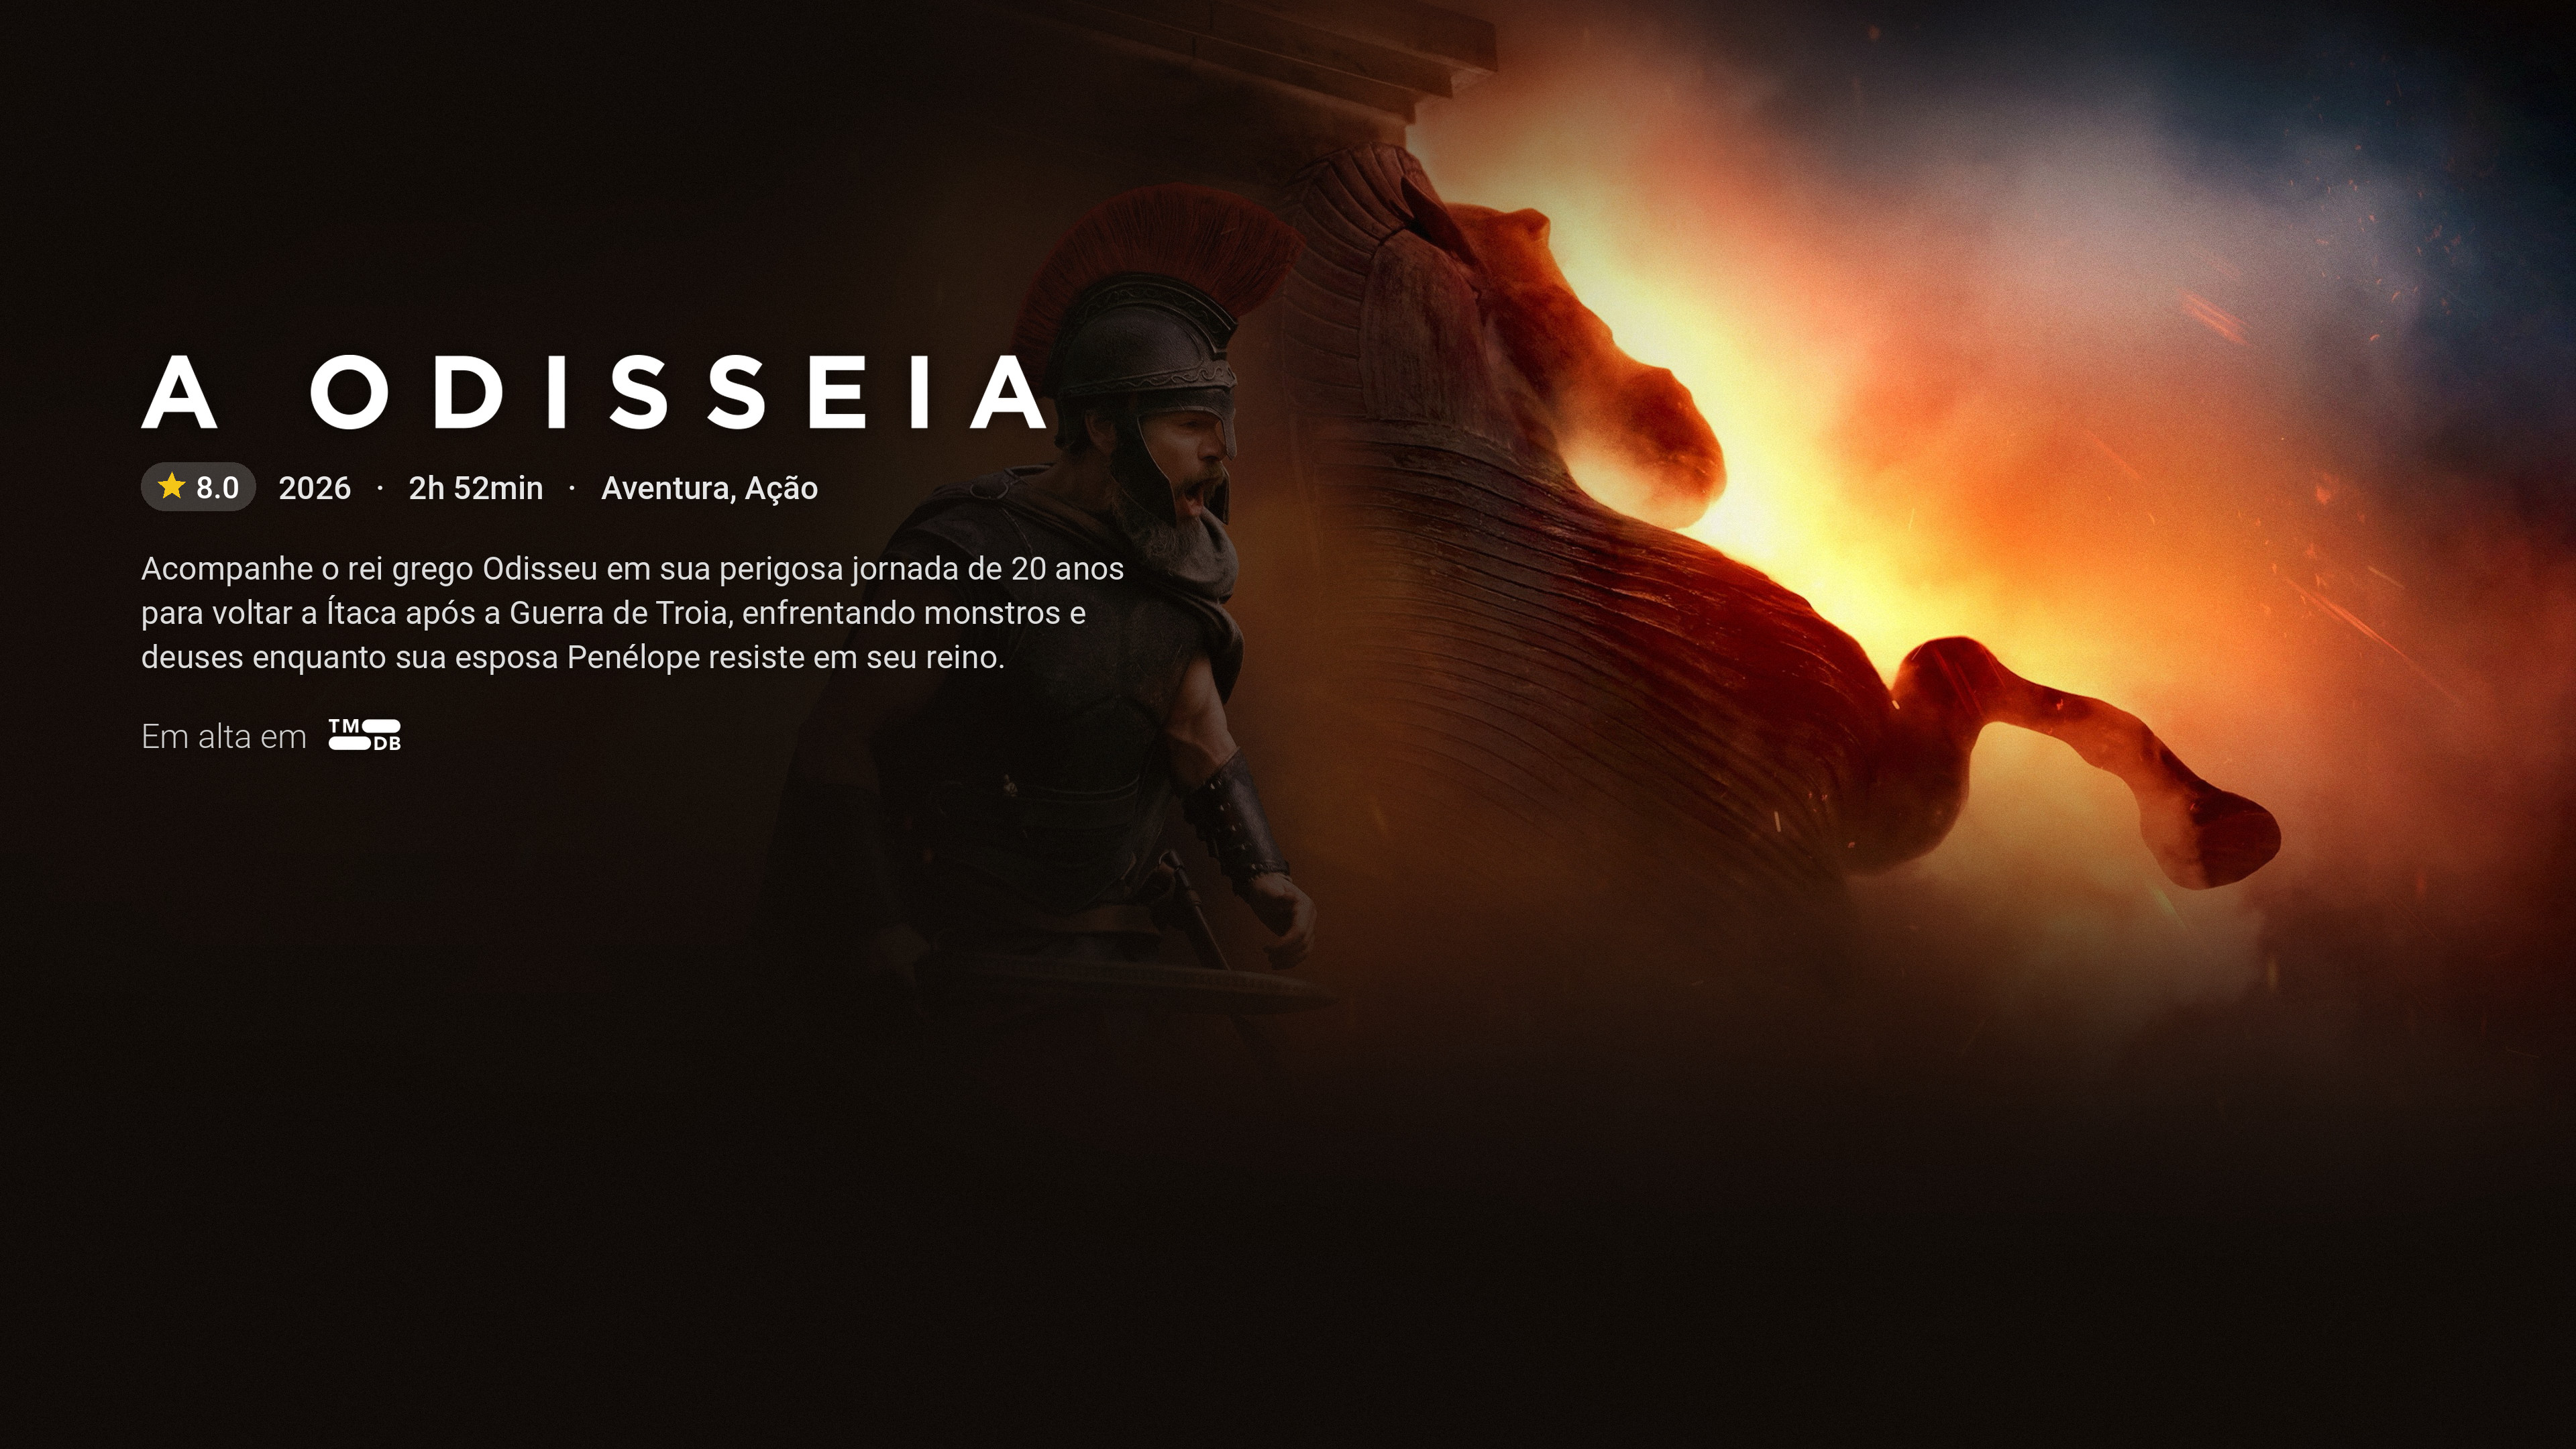 A ODISSEIA
8.0 2026 · 2h 52min · Aventura, Ação
Acompanhe o rei grego Odisseu em sua perigosa jornada de 20 anos
para voltar a Ítaca após a Guerra de Troia, enfrentando monstros e
deuses enquanto sua esposa Penélope resiste em seu reino.
Em alta em TMDB